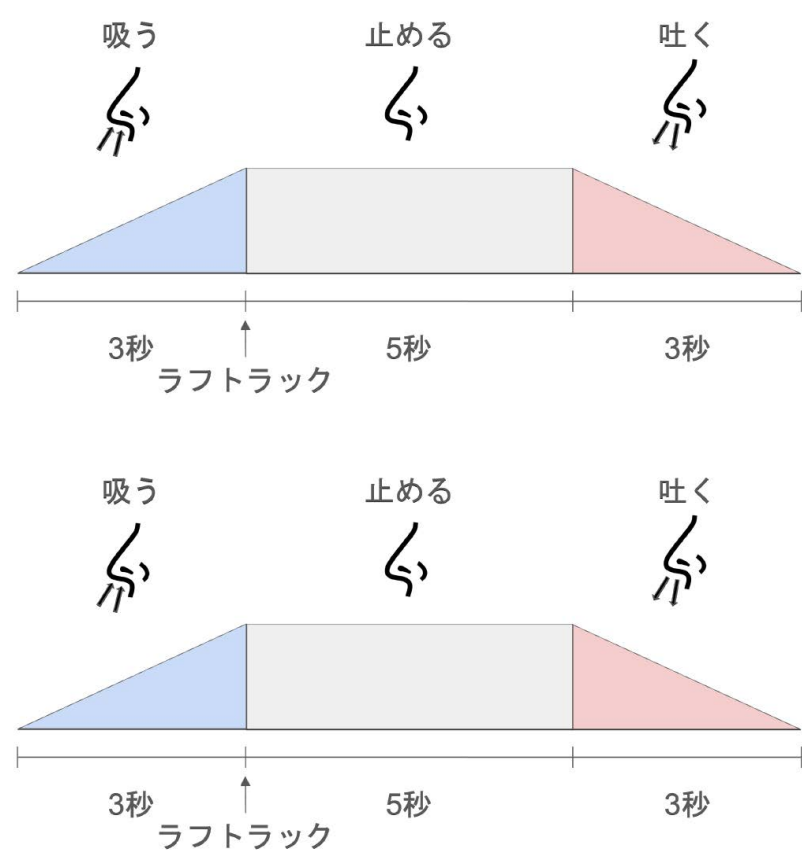 吸う 止める 吐く
3秒 5秒 3秒
ラフトラック
吸う 止める 吐く
3秒 5秒 3秒
ラフトラック